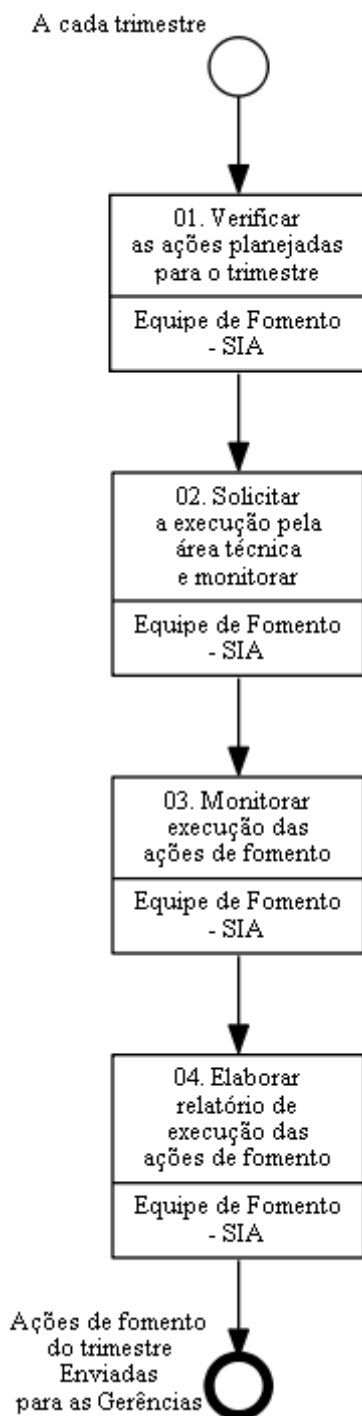 A cada trimestre
01. Verificar
as ações planejadas
para o trimestre
Equipe de Fomento
- SIA
02. Solicitar
a execução pela
área técnica
e monitorar
Equipe de Fomento
- SIA
03. Monitorar
execução das
ações de fomento
Equipe de Fomento
- SIA
04. Elaborar
relatório de
execução das
ações de fomento
Equipe de Fomento
- SIA
Ações de fomento
do trimestre
Enviadas
para as Gerências